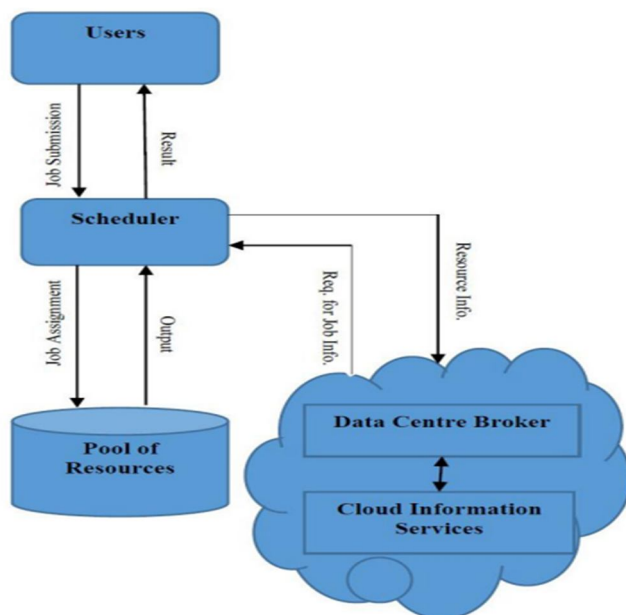 Users
Job Submission
Result
Scheduler
Job Assignment
Output
Req. for Job Info.
Resource Info.
Pool of
Resources
Data Centre Broker
Cloud Information
Services